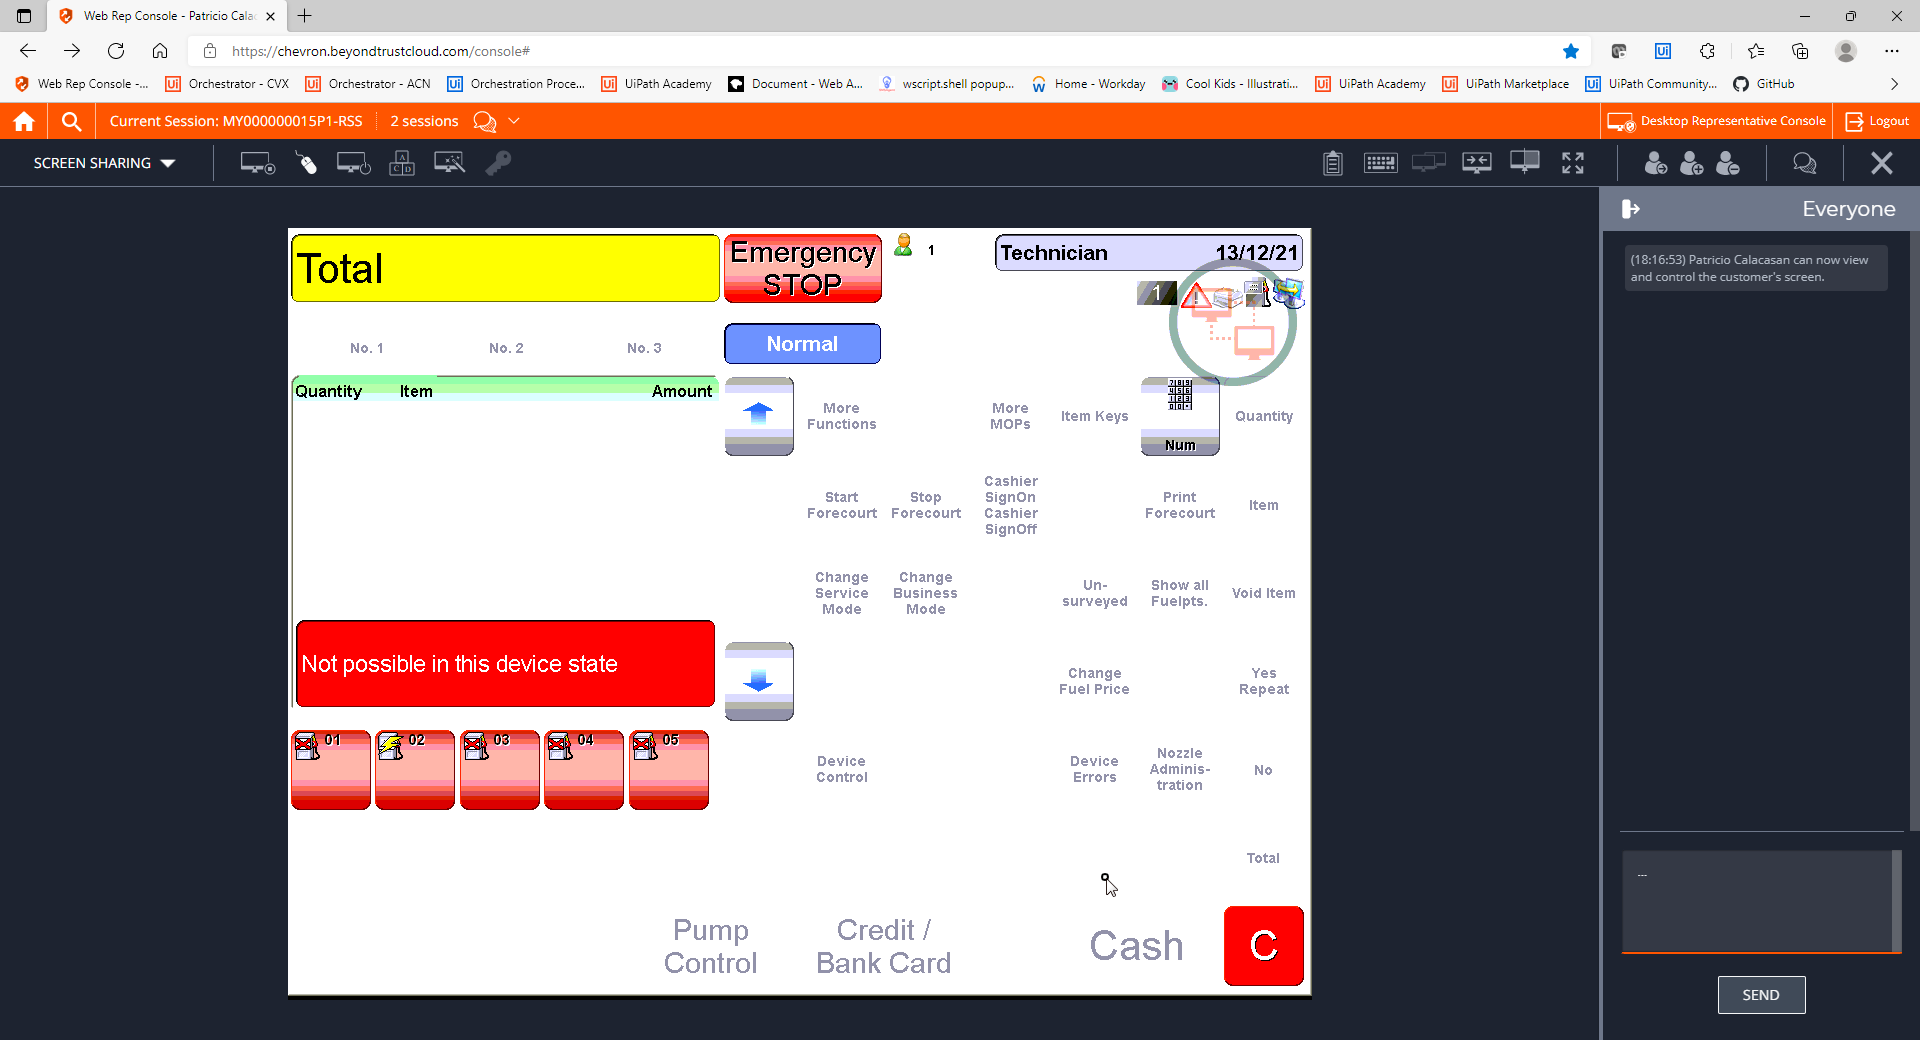 Web Rep Console - Patricio Cala
https://chevron.beyondtrustcloud.com/console#
Web Rep Console -...
Orchestrator - CVX
Orchestrator - ACN
Orchestration Proce...
UiPath Academy
Document - Web A...
wscript.shell popup...
Home - Workday
Cool Kids - Illustrati...
UiPath Academy
UiPath Marketplace
UiPath Community...
GitHub
Current Session: MY000000015P1-RSS
2 sessions
Desktop Representative Console
Logout
SCREEN SHARING
Everyone
(18:16:53) Patricio Calacasan can now view
and control the customer's screen.
Total
Emergency
STOP
1
Technician
13/12/21
1
No. 1
No. 2
No. 3
Normal
Quantity
Item
Amount
More
Functions
More
MOPs
Item Keys
Num
Quantity
Start
Forecourt
Stop
Forecourt
Cashier
SignOn
Cashier
SignOff
Print
Forecourt
Item
Change
Service
Mode
Change
Business
Mode
Un-
surveyed
Show all
Fuelpts.
Void Item
Not possible in this device state
Change
Fuel Price
Yes
Repeat
01
02
03
04
05
Device
Control
Device
Errors
Nozzle
Adminis-
tration
No
Total
Pump
Control
Credit /
Bank Card
Cash
C
...
SEND